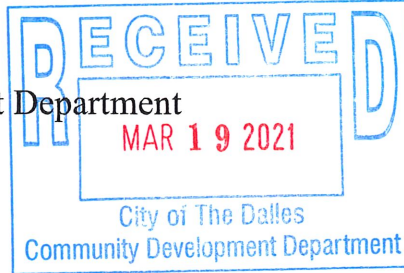 RECEIVED
t Department
MAR 19 2021
City of The Dalles
Community Development Department